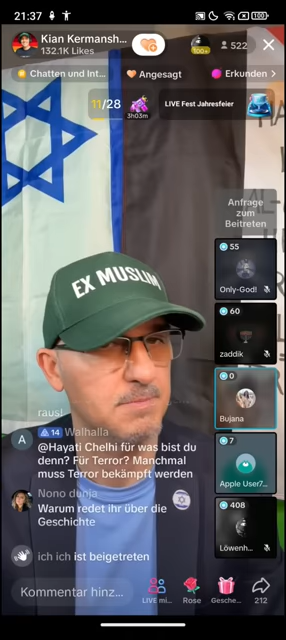 21:37
100
Kian Kermansh...
132.1K Likes
100+
522
Chatten und Int...
Angesagt
Erkunden
11/28
3h03m
LIVE Fest Jahresfeier
Anfrage
zum
Beitreten
EX MUSLIM
55
Only-God!
60
zaddik
0
Bujana
7
Apple User7...
408
Löwenh...
raus!
A
14 Walhalla
@Hayati Chelhi für was bist du
denn? Für Terror? Manchmal
muss Terror bekämpft werden
Nono dunja
Warum redet ihr über die
Geschichte
ich ich ist beigetreten
Kommentar hinz...
LIVE mi...
Rose
Gesche...
212